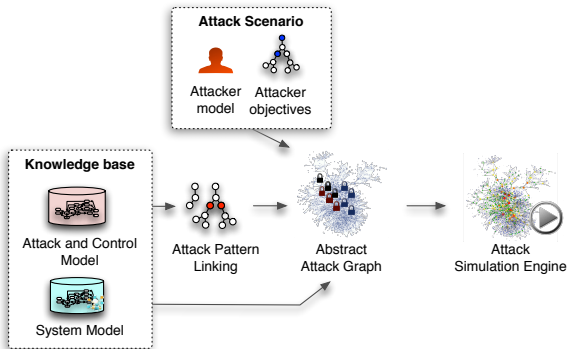 Attack Scenario
Attacker
model
Attacker
objectives
Knowledge base
Attack and Control
Model
System Model
Attack Pattern
Linking
Abstract
Attack Graph
Attack
Simulation Engine